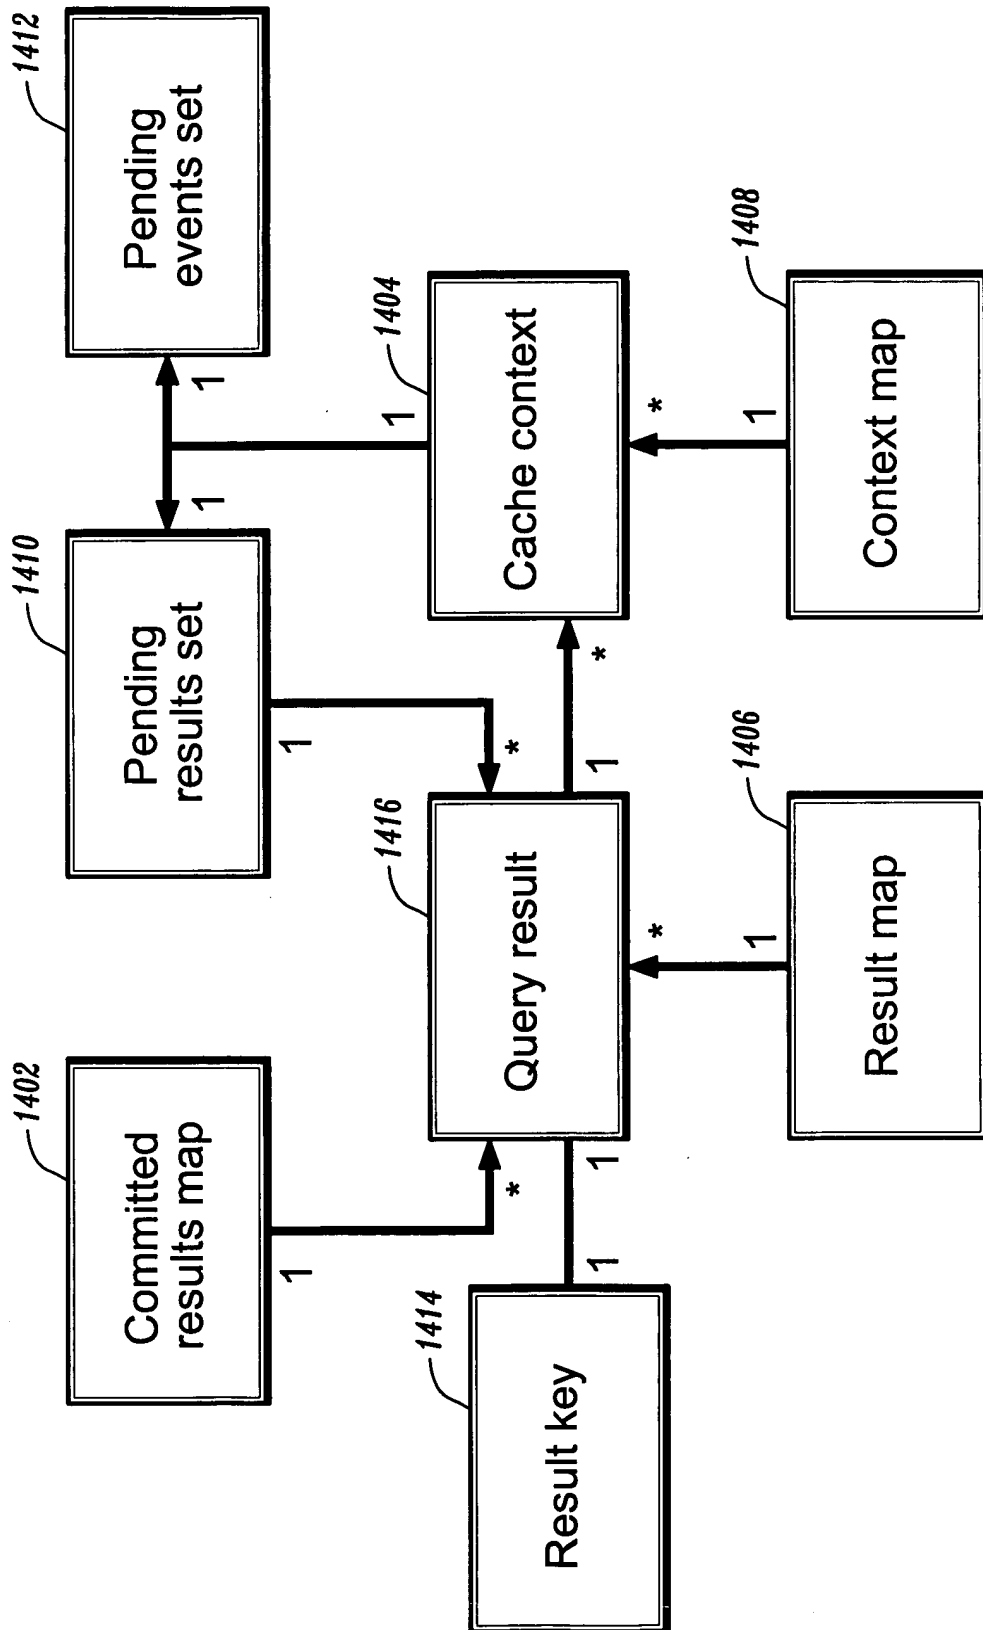 1402
Committed
results map
1
*
1410
Pending
results set
1
1
*
1412
Pending
events set
1
1414
Result key
1
1416
Query result
1
1
*
1404
Cache context
1
*
*
1406
Result map
1
*
1408
Context map
1